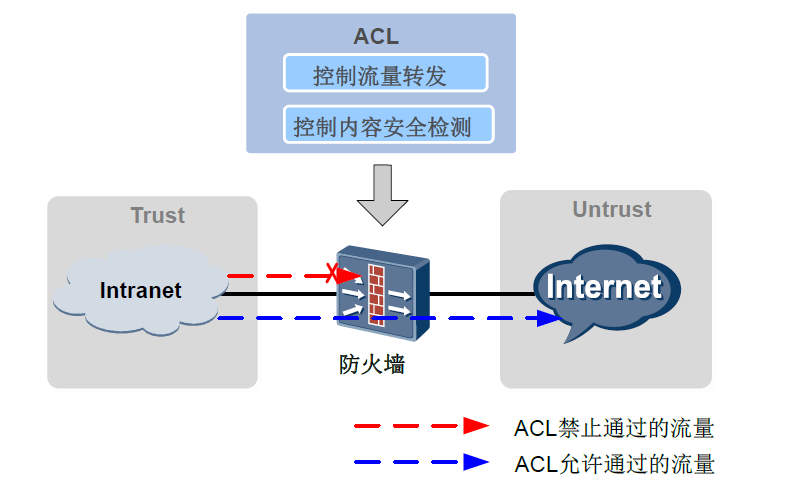 ACL
控制流量转发
控制内容安全检测
Trust
Untrust
Intranet
Internet
防火墙
ACL禁止通过的流量
ACL允许通过的流量